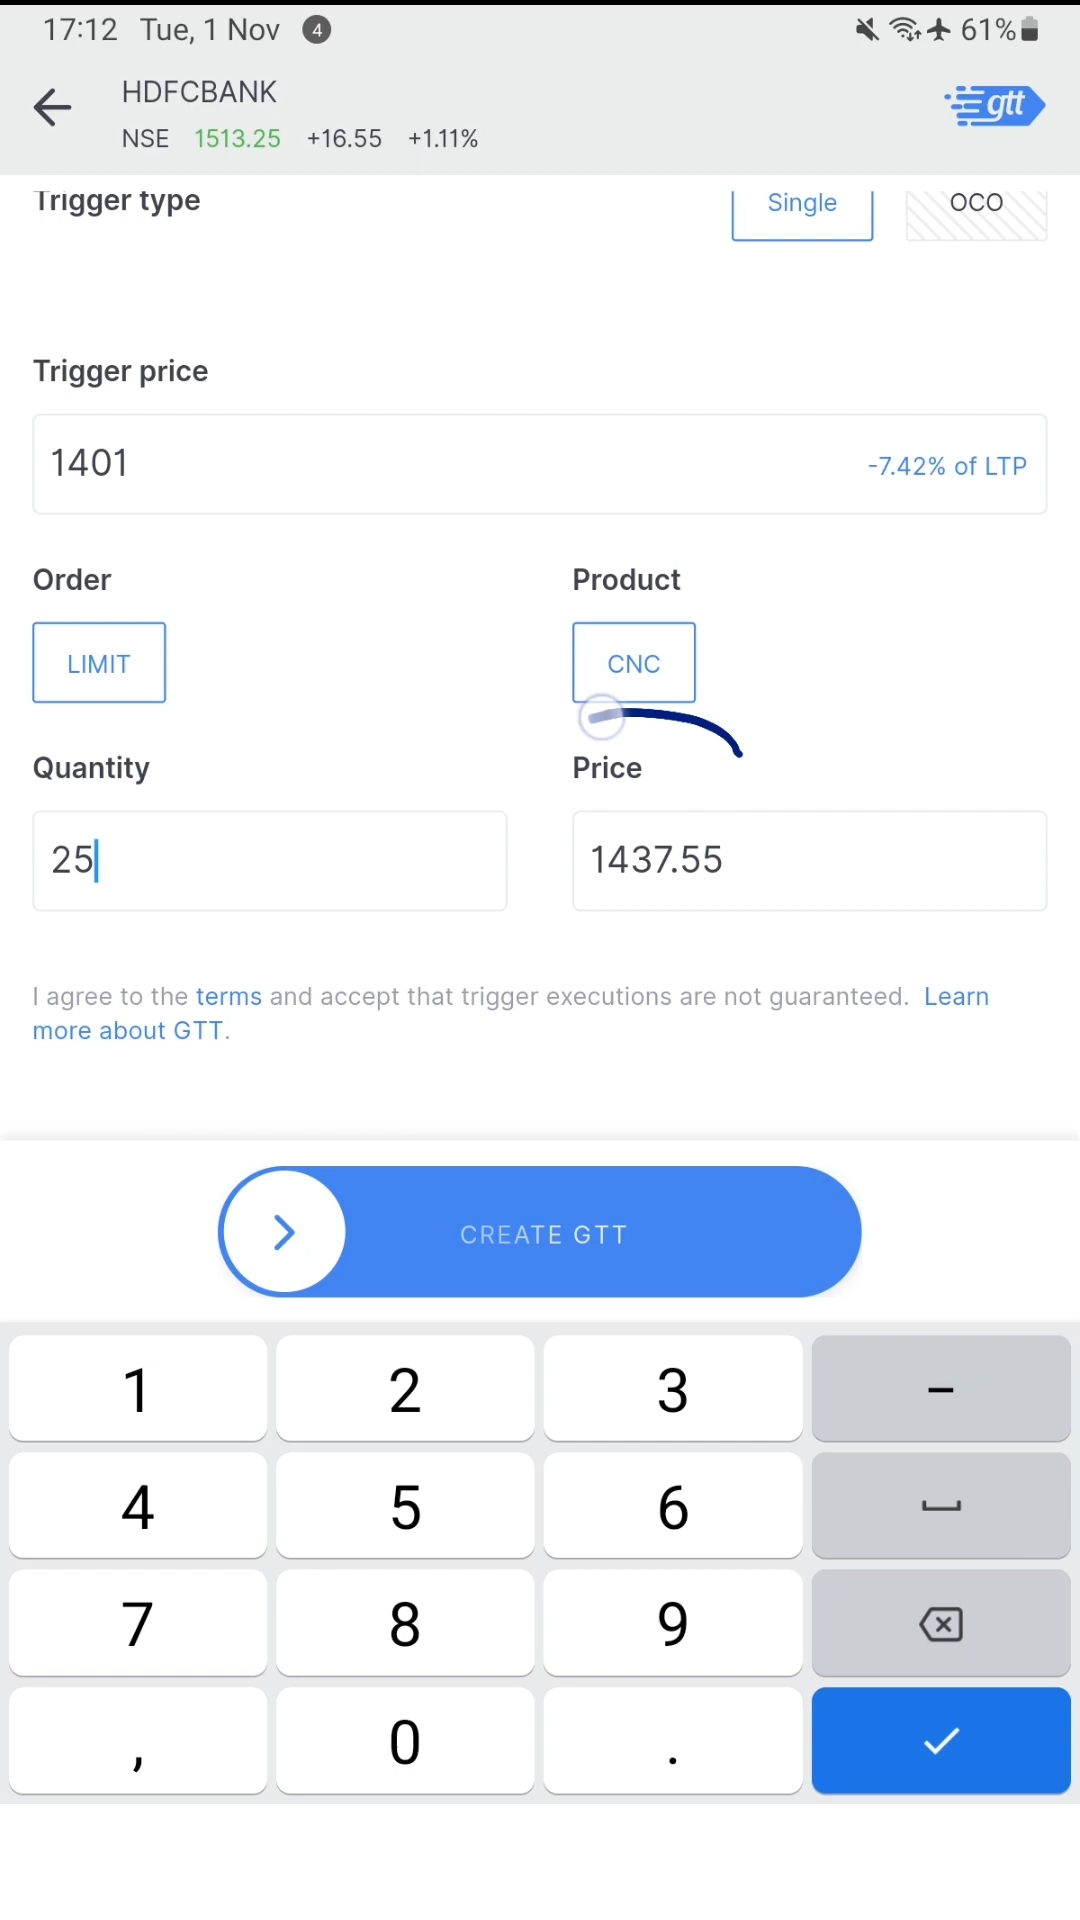 17:12 Tue, 1 Nov 4 61%
HDFCBANK
gtt
NSE 1513.25 +16.55 +1.11%
Trigger type Single OCO
Trigger price
1401 -7.42% of LTP
Order Product
LIMIT CNC
Quantity Price
25 1437.55
I agree to the terms and accept that trigger executions are not guaranteed. Learn
more about GTT.
CREATE GTT
1 2 3 -
4 5 6
7 8 9
, 0 .